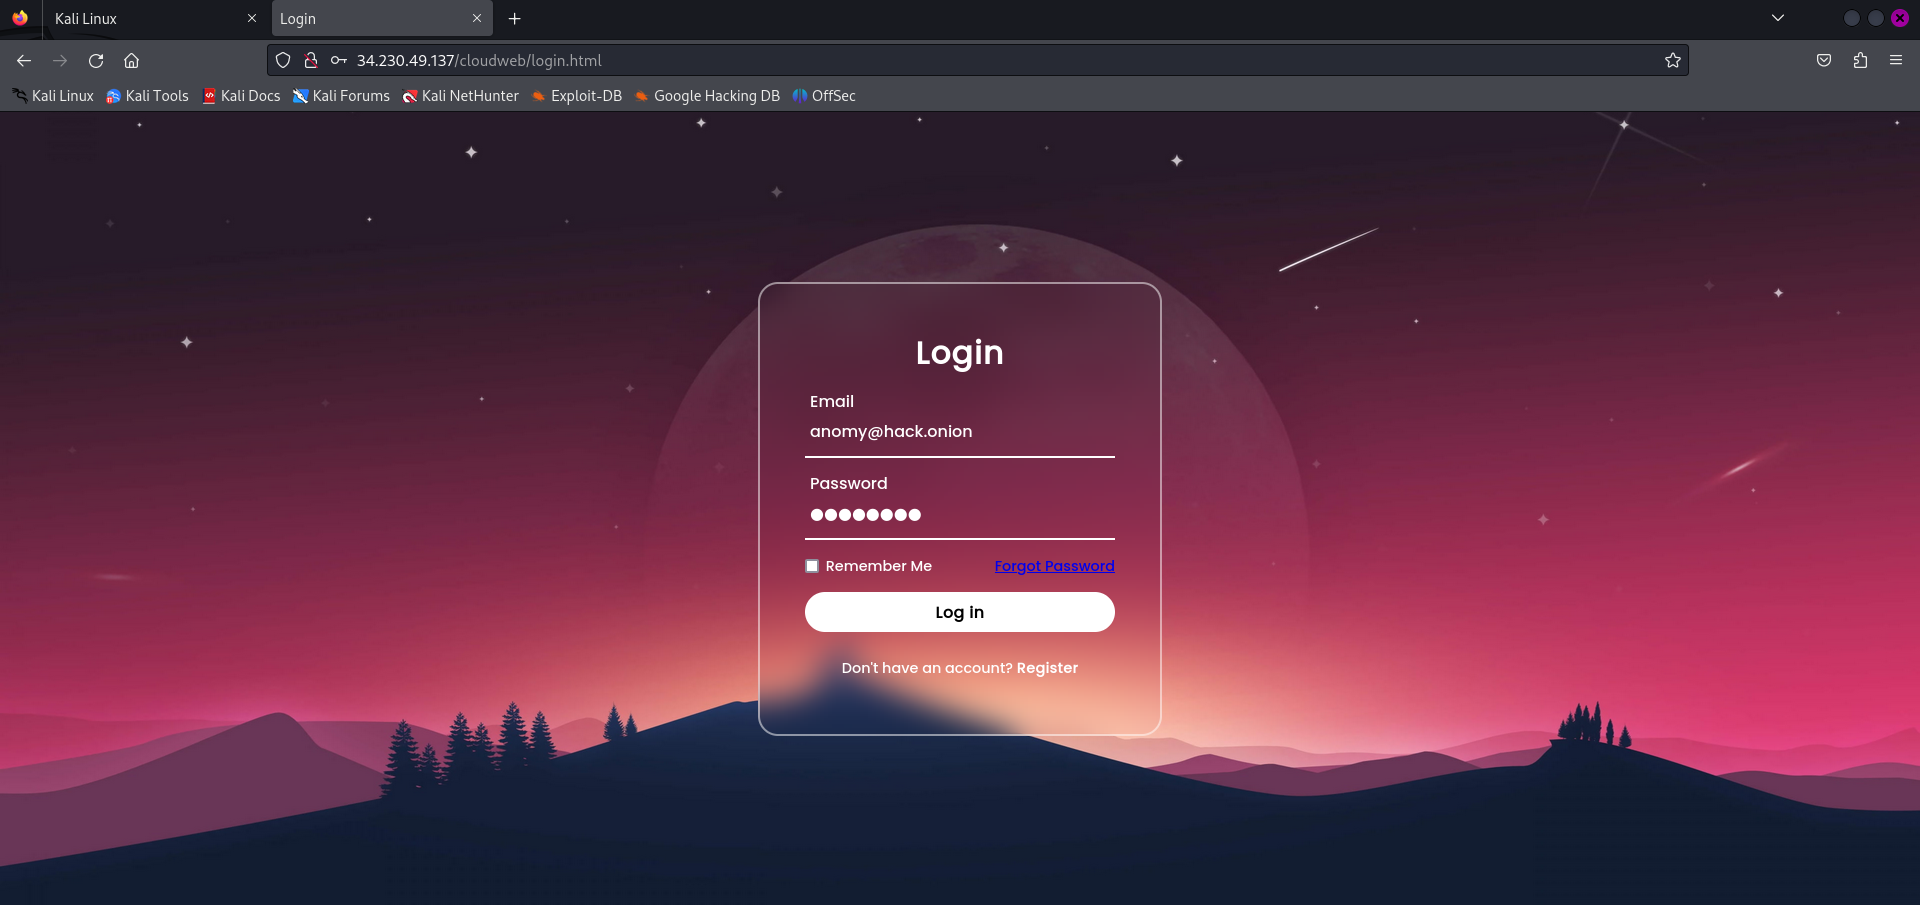 Kali Linux
Login
34.230.49.137/cloudweb/login.html
Kali Linux Kali Tools Kali Docs Kali Forums Kali NetHunter Exploit-DB Google Hacking DB OffSec
Login
Email
anomy@hack.onion
Password
Remember Me Forgot Password
Log in
Don't have an account? Register